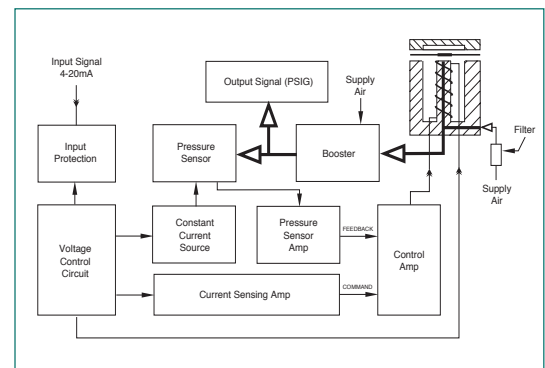 Input Signal
4-20mA
Output Signal (PSIG)
Supply
Air
Filter
Input
Protection
Pressure
Sensor
Booster
Supply
Air
Voltage
Control
Circuit
Constant
Current
Source
Pressure
Sensor
Amp
FEEDBACK
Control
Amp
Current Sensing Amp
COMMAND